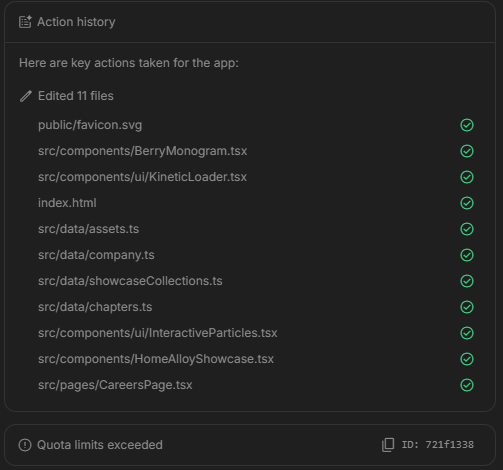 Action history
Here are key actions taken for the app:
Edited 11 files
public/favicon.svg
src/components/BerryMonogram.tsx
src/components/ui/KineticLoader.tsx
index.html
src/data/assets.ts
src/data/company.ts
src/data/showcaseCollections.ts
src/data/chapters.ts
src/components/ui/InteractiveParticles.tsx
src/components/HomeAlloyShowcase.tsx
src/pages/CareersPage.tsx
Quota limits exceeded ID: 721f1338